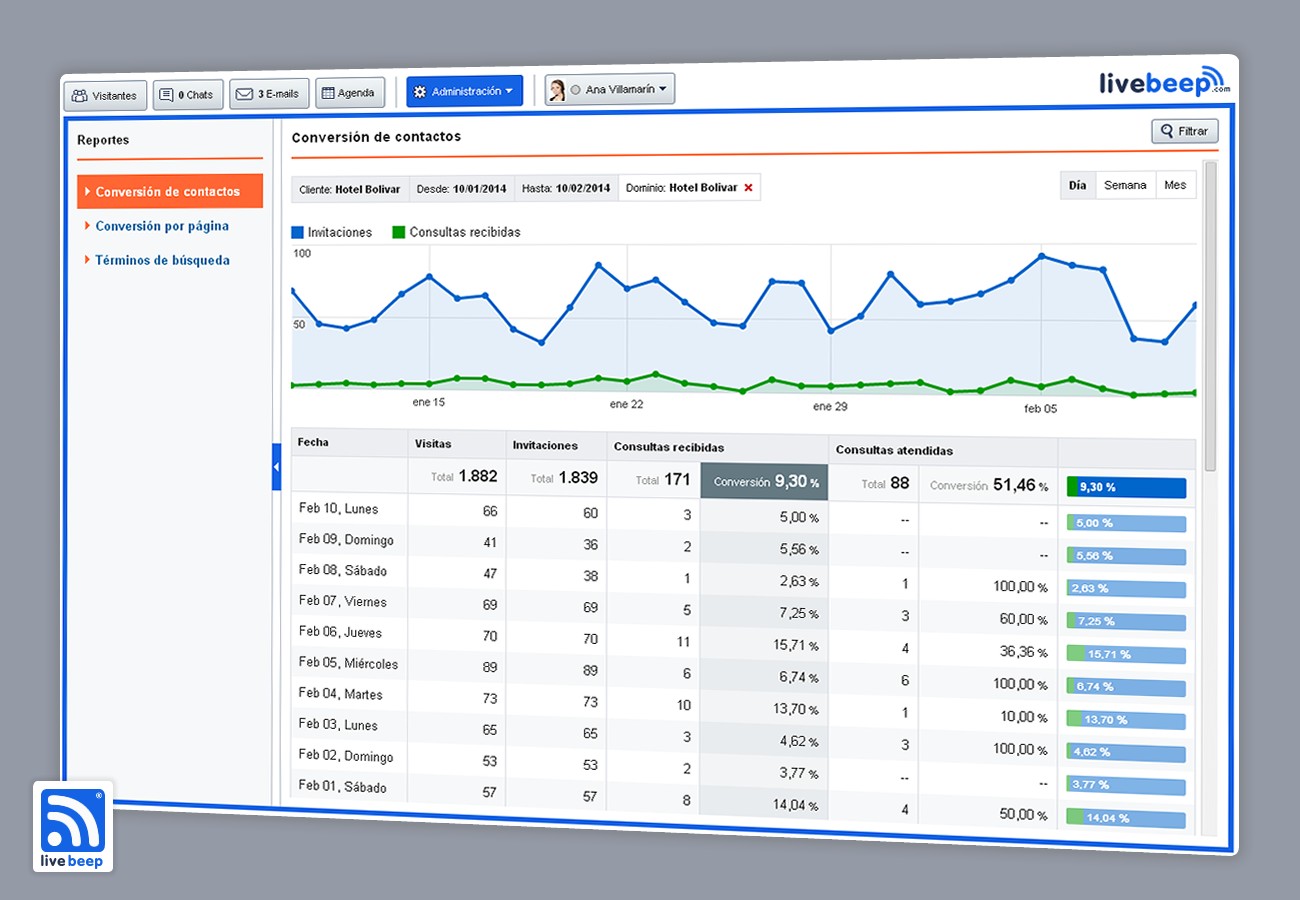 Visitantes 0 Chats 3 E-mails Agenda Administración Ana Villamarín livebeep.com
Reportes
Conversión de contactos
Conversión por página
Términos de búsqueda
Conversión de contactos Filtrar
Cliente: Hotel Bolivar Desde: 10/01/2014 Hasta: 10/02/2014 Dominio: Hotel Bolivar Día Semana Mes
Invitaciones Consultas recibidas
100
50
ene 15 ene 22 ene 29 feb 05
Fecha Visitas Invitaciones Consultas recibidas Consultas atendidas
Total 1.882 Total 1.839 Total 171 Conversión 9,30 % Total 88 Conversión 51,46 % 9,30 %
Feb 10, Lunes 66 60 3 5,00 % -- -- 5,00 %
Feb 09, Domingo 41 36 2 5,56 % -- -- 5,56 %
Feb 08, Sábado 47 38 1 2,63 % 1 100,00 % 2,63 %
Feb 07, Viernes 69 69 5 7,25 % 3 60,00 % 7,25 %
Feb 06, Jueves 70 70 11 15,71 % 4 36,36 % 15,71 %
Feb 05, Miércoles 89 89 6 6,74 % 6 100,00 % 6,74 %
Feb 04, Martes 73 73 10 13,70 % 1 10,00 % 13,70 %
Feb 03, Lunes 65 65 3 4,62 % 3 100,00 % 4,62 %
Feb 02, Domingo 53 53 2 3,77 % -- -- 3,77 %
Feb 01, Sábado 57 57 8 14,04 % 4 50,00 % 14,04 %
®
livebeep